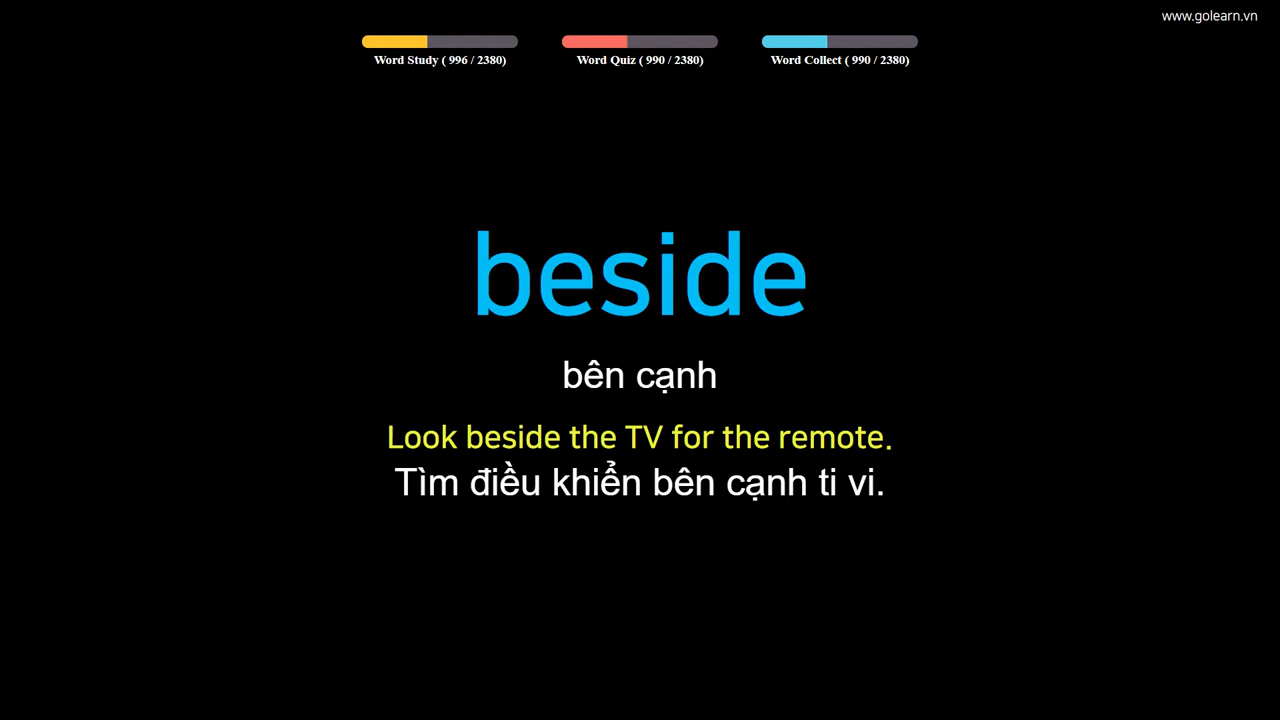 www.golearn.vn
Word Study ( 996 / 2380)
Word Quiz ( 990 / 2380)
Word Collect ( 990 / 2380)
beside
bên cạnh
Look beside the TV for the remote.
Tìm điều khiển bên cạnh ti vi.